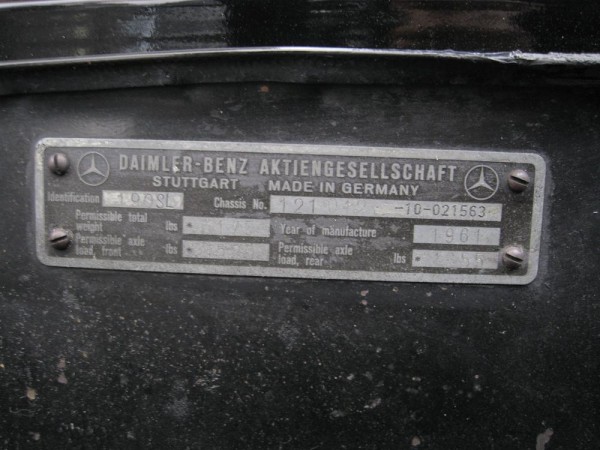 DAIMLER-BENZ AKTIENGESELLSCHAFT
STUTTGART MADE IN GERMANY
Identification 190SL Chassis No. 121 -10-021563
Permissible total weight lbs Year of manufacture 1961
Permissible axle load, front lbs Permissible axle load, rear lbs